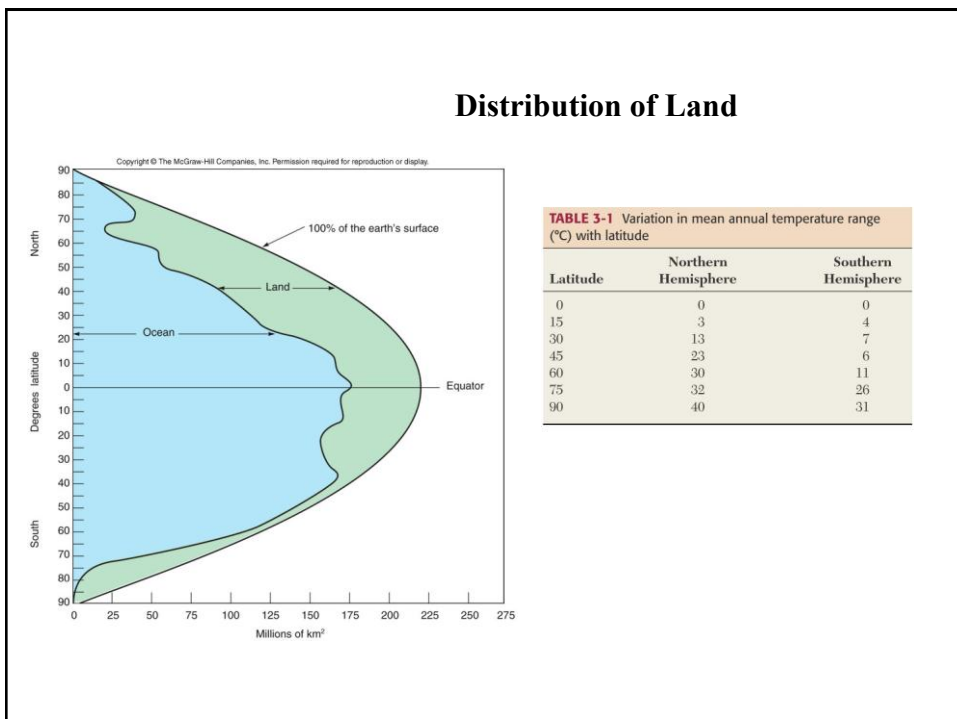 Distribution of Land
Copyright © The McGraw-Hill Companies, Inc. Permission required for reproduction or display.
90
80
70
60
50
40
30
20
10
0
10
20
30
40
50
60
70
80
90
North
Degrees latitude
South
100% of the earth's surface
Land
Ocean
Equator
0 25 50 75 100 125 150 175 200 225 250 275
Millions of km²
TABLE 3-1 Variation in mean annual temperature range
(°C) with latitude
Northern Southern
Latitude Hemisphere Hemisphere
0 0 0
15 3 4
30 13 7
45 23 6
60 30 11
75 32 26
90 40 31